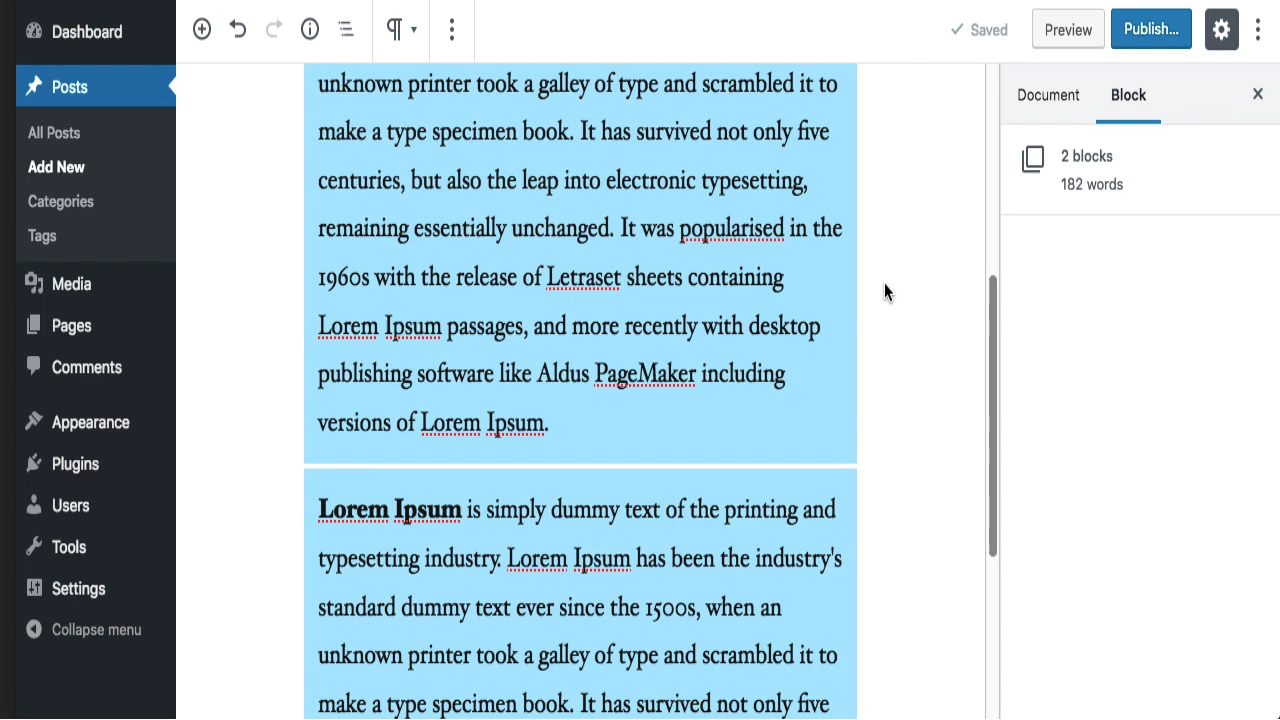 Dashboard
Posts
All Posts
Add New
Categories
Tags
Media
Pages
Comments
Appearance
Plugins
Users
Tools
Settings
Collapse menu
Saved
Preview
Publish...
unknown printer took a galley of type and scrambled it to
make a type specimen book. It has survived not only five
centuries, but also the leap into electronic typesetting,
remaining essentially unchanged. It was popularised in the
1960s with the release of Letraset sheets containing
Lorem Ipsum passages, and more recently with desktop
publishing software like Aldus PageMaker including
versions of Lorem Ipsum.
Lorem Ipsum is simply dummy text of the printing and
typesetting industry. Lorem Ipsum has been the industry's
standard dummy text ever since the 1500s, when an
unknown printer took a galley of type and scrambled it to
make a type specimen book. It has survived not only five
Document
Block
2 blocks
182 words